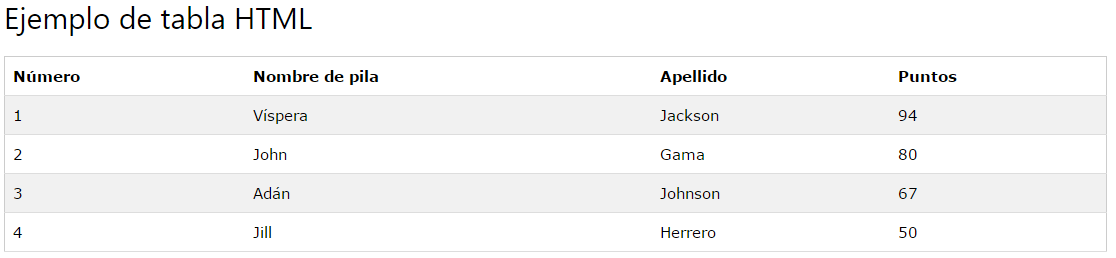 Ejemplo de tabla HTML
Número Nombre de pila Apellido Puntos
1 Víspera Jackson 94
2 John Gama 80
3 Adán Johnson 67
4 Jill Herrero 50